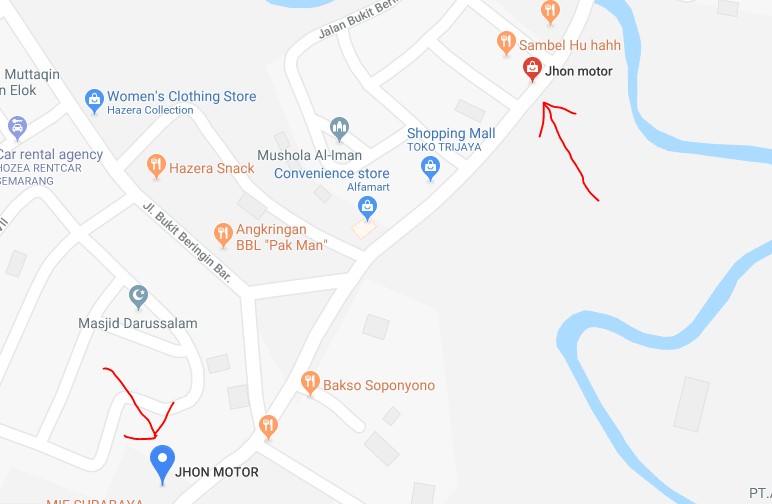 Jalan Bukit Berin
Sambel Hu hahh
Jhon motor
Muttaqin
n Elok
Women's Clothing Store
Hazera Collection
Car rental agency
HOZEA RENTCAR
SEMARANG
Hazera Snack
Mushola Al-Iman
Shopping Mall
TOKO TRIJAYA
Convenience store
Alfamart
Jl. Bukit Beringin Bar.
Angkringan
BBL "Pak Man"
Masjid Darussalam
Bakso Soponyono
JHON MOTOR
MIE SURABAYA
PT.A